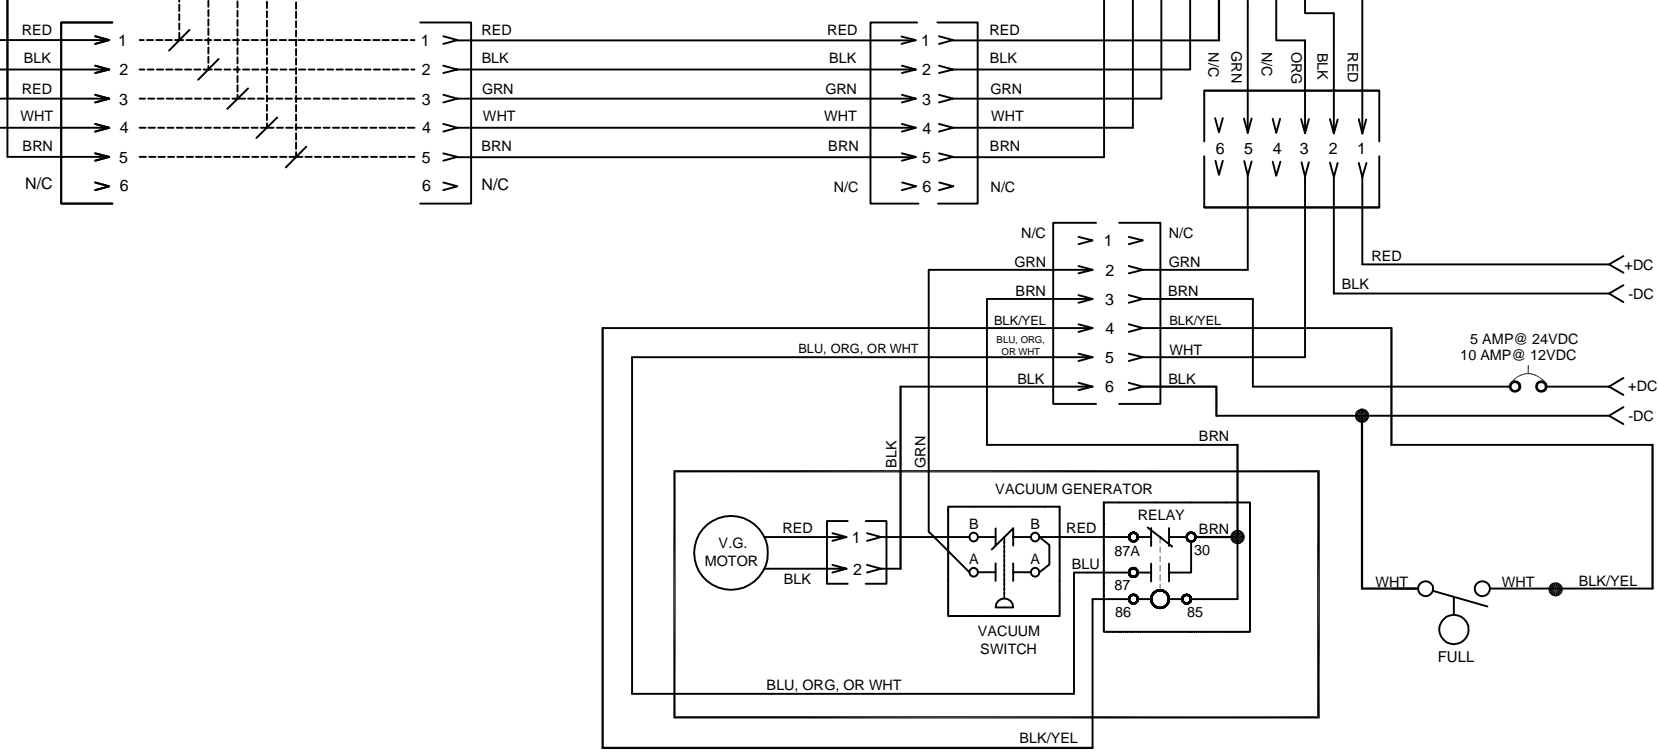 RED 1 1 RED RED 1 RED
BLK 2 2 BLK BLK 2 BLK
RED 3 3 GRN GRN 3 GRN
WHT 4 4 WHT WHT 4 WHT
BRN 5 5 BRN BRN 5 BRN
N/C 6 6 N/C N/C 6 N/C
N/C GRN N/C ORG BLK RED
6 5 4 3 2 1
N/C 1 N/C
GRN 2 GRN
BRN 3 BRN
BLK/YEL 4 BLK/YEL
BLU, ORG, OR WHT
BLU, ORG,
OR WHT
5 WHT
BLK 6 BLK
RED +DC
BLK -DC
5 AMP@ 24VDC
10 AMP@ 12VDC
+DC
-DC
BLK
GRN
BRN
VACUUM GENERATOR
V.G.
MOTOR
RED 1
BLK 2
B B
A A
VACUUM
SWITCH
RED
BLU
RELAY
87A 30 BRN
87
86 85
BLU, ORG, OR WHT
BLK/YEL
WHT WHT BLK/YEL
FULL